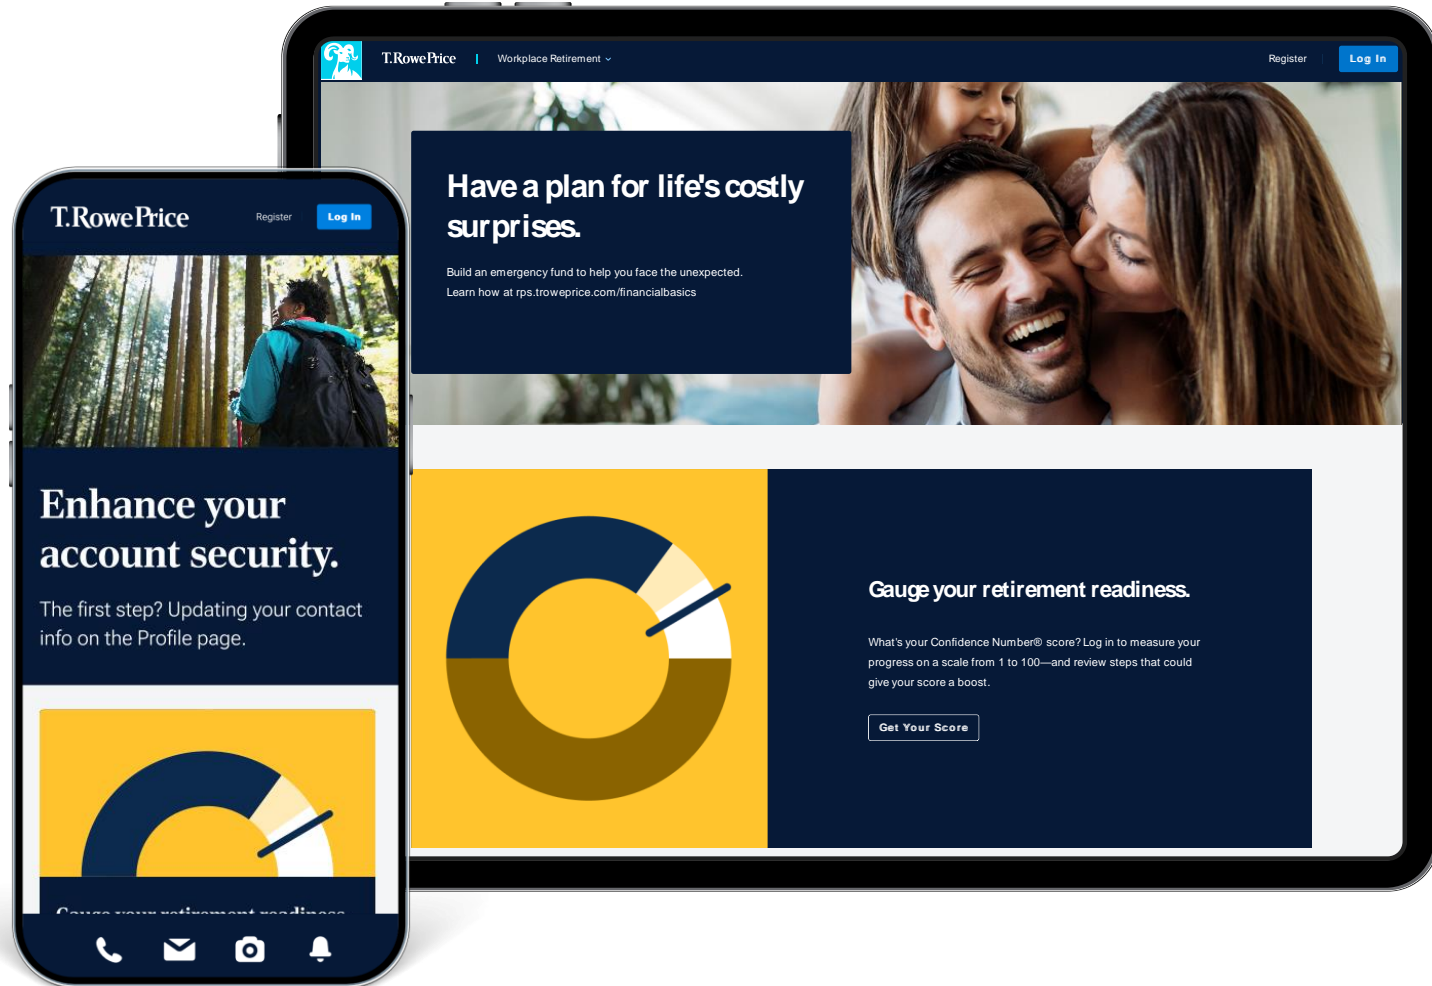 T.RowePrice
Workplace Retirement
Register
Log In
Have a plan for life's costly
surprises.
Build an emergency fund to help you face the unexpected.
Learn how at rps.troweprice.com/financialbasics
Gauge your retirement readiness.
What's your Confidence Number® score? Log in to measure your
progress on a scale from 1 to 100—and review steps that could
give your score a boost.
Get Your Score
T.RowePrice
Register
Log In
Enhance your
account security.
The first step? Updating your contact
info on the Profile page.
Gauge your retirement readiness